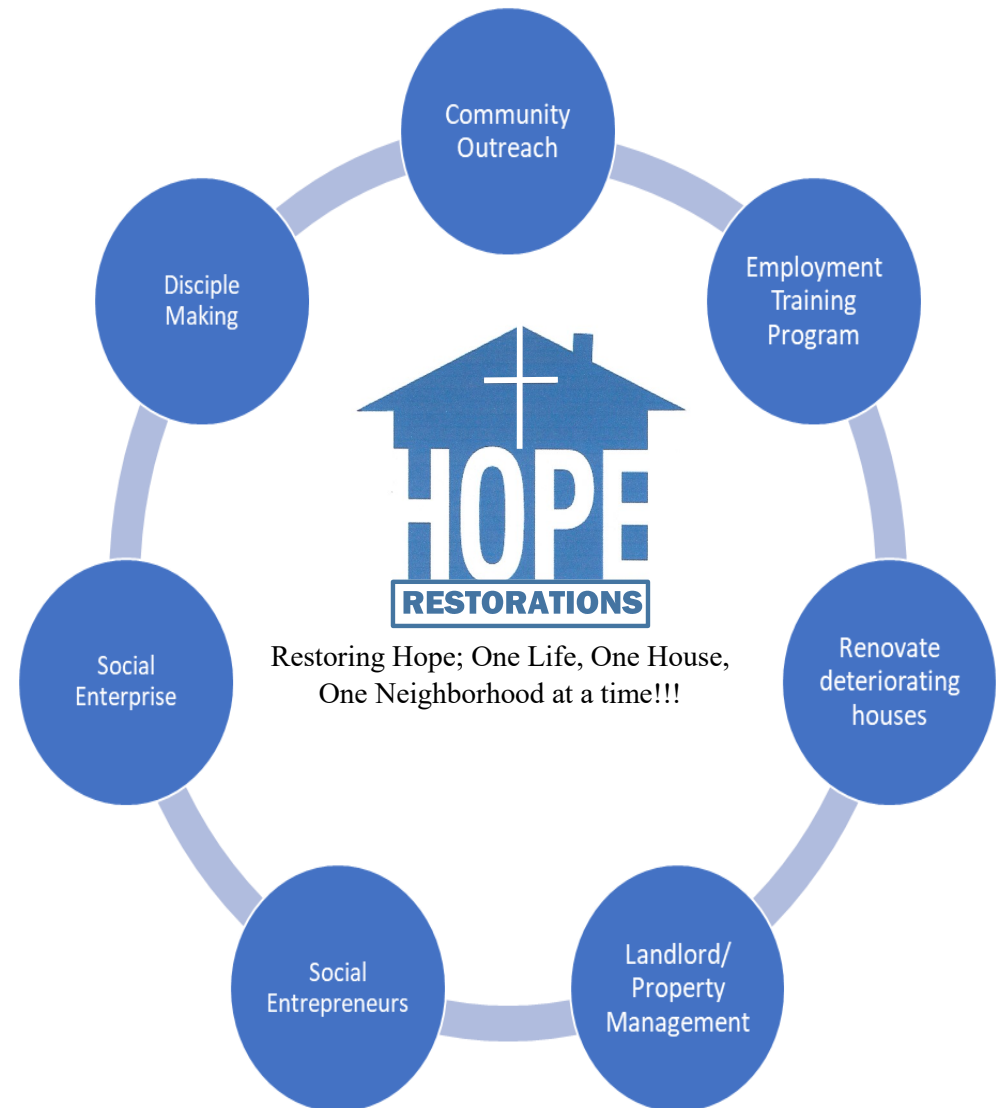 Community
Outreach
Employment
Training
Program
Renovate
deteriorating
houses
Landlord/
Property
Management
Social
Entrepreneurs
Social
Enterprise
Disciple
Making
HOPE
RESTORATIONS
Restoring Hope; One Life, One House,
One Neighborhood at a time!!!